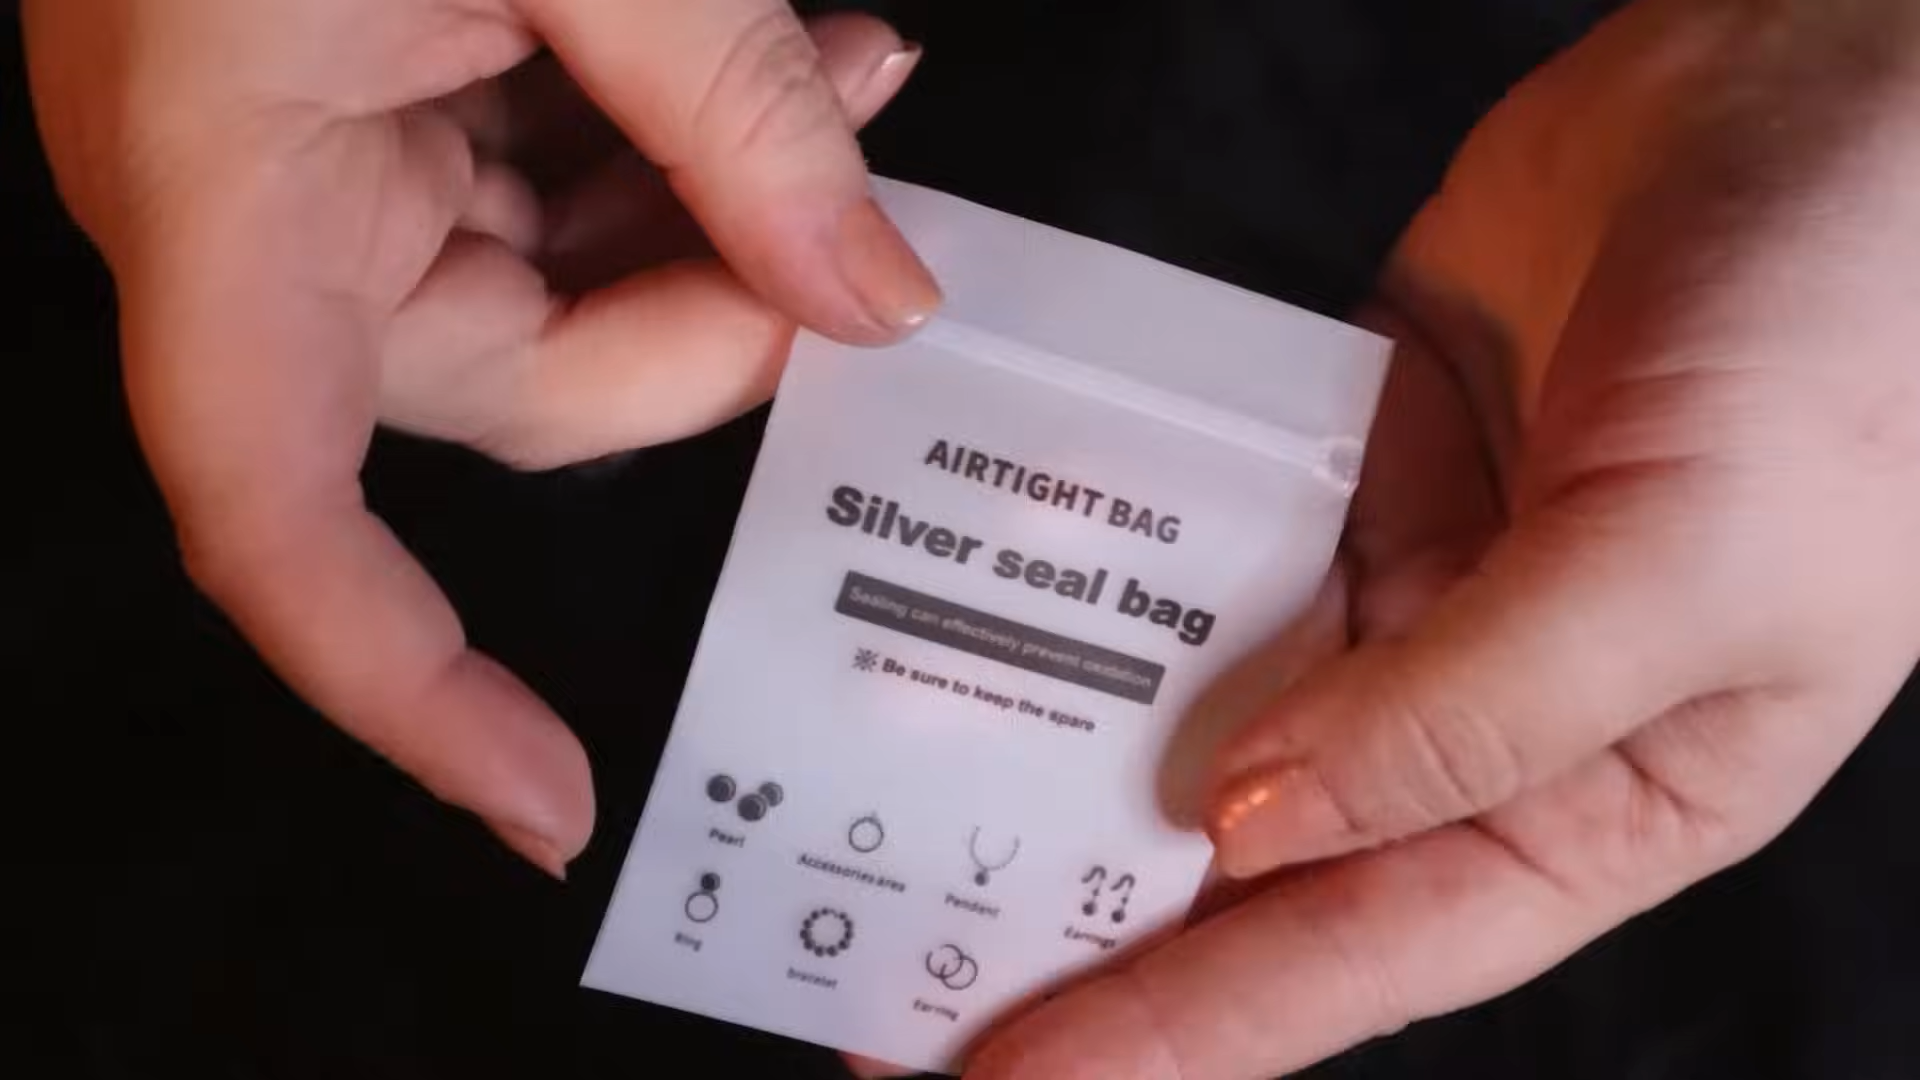 AIRTIGHT BAG
Silver seal bag
Sealing can effectively prevent oxidation
※ Be sure to keep the spare
Pearl
Accessories area
Pendant
Earrings
Ring
bracelet
Earring